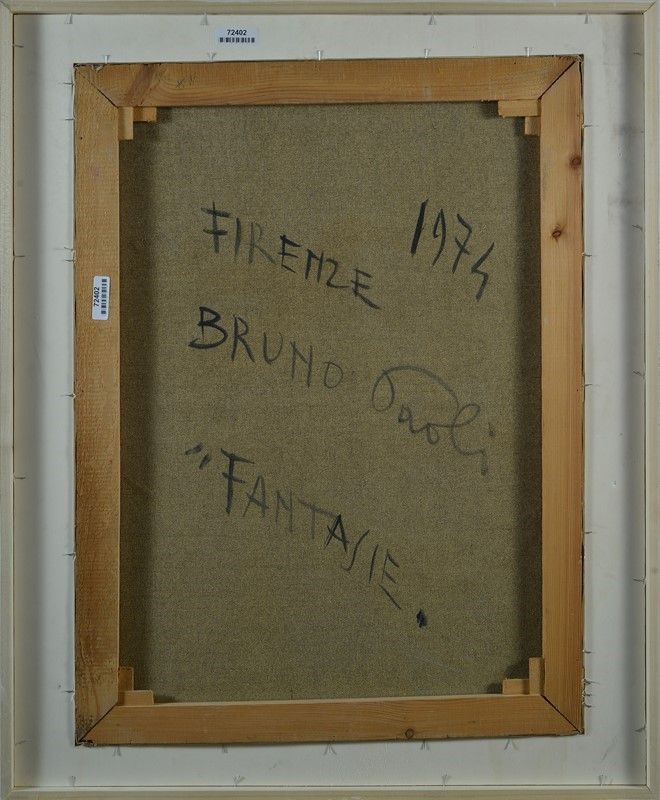 72402
72402
FIRENZE 1974
BRUNO Paoli
"FANTASIE.